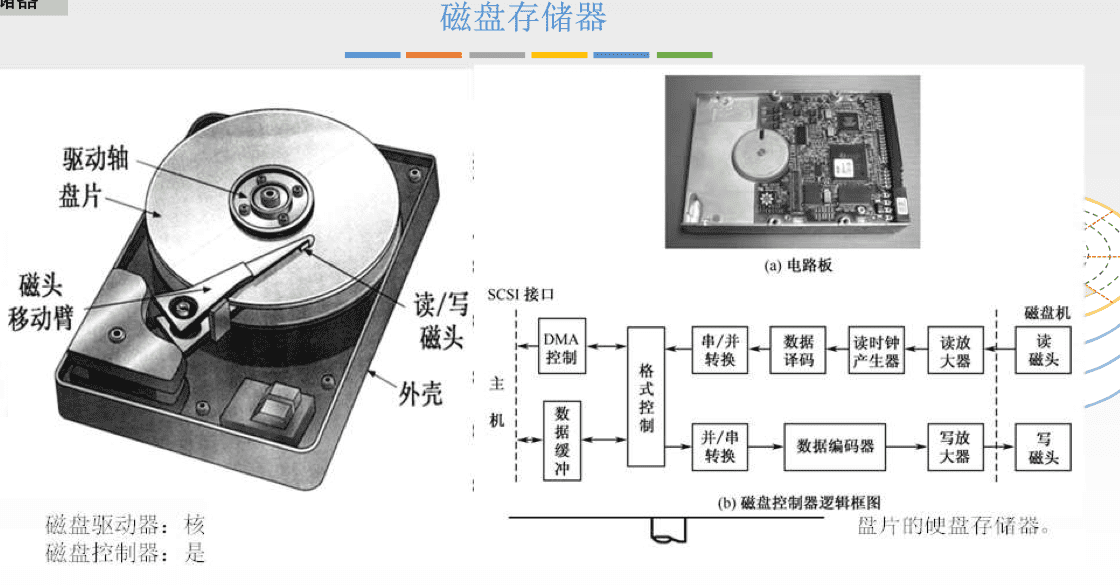 储器
磁盘存储器
驱动轴
盘片
磁头
移动臂
读/写
磁头
外壳
(a) 电路板
SCSI 接口
磁盘机
主
机
DMA
控制
数
据
缓
冲
格
式
控
制
串/并
转换
数据
译码
读时钟
产生器
读放
大器
读
磁头
并/串
转换
数据编码器
写放
大器
写
磁头
(b) 磁盘控制器逻辑框图
磁盘驱动器：核
盘片的硬盘存储器。
磁盘控制器：是